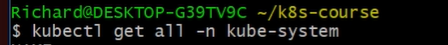 Richard@DESKTOP-G39TV9C ~/k8s-course
$ kubectl get all -n kube-system